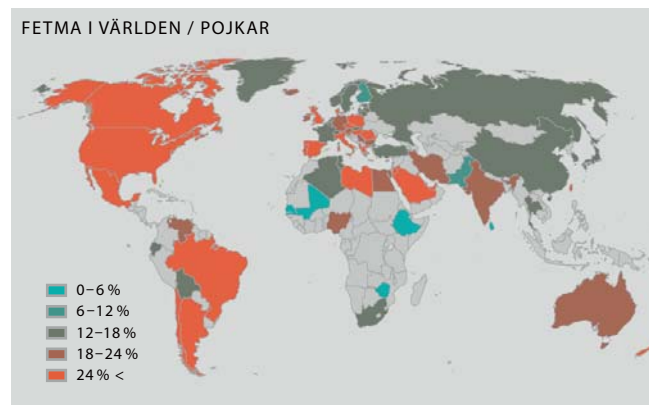 FETMA I VÄRLDEN / POJKAR
0–6 %
6–12 %
12–18 %
18–24 %
24 % <